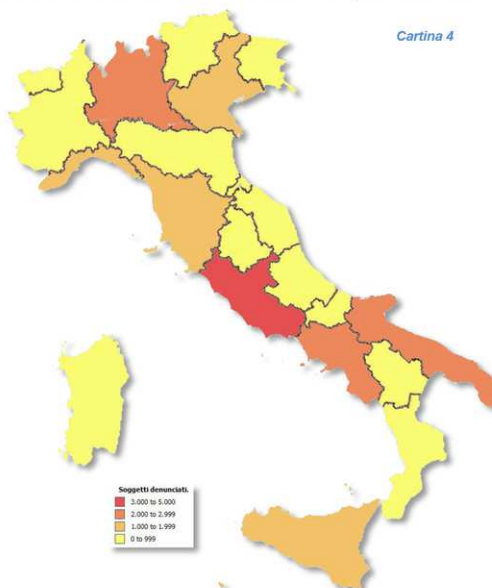 Cartina 4
Soggetti denunciati.
3.000 to 5.000
2.000 to 2.999
1.000 to 1.999
0 to 999